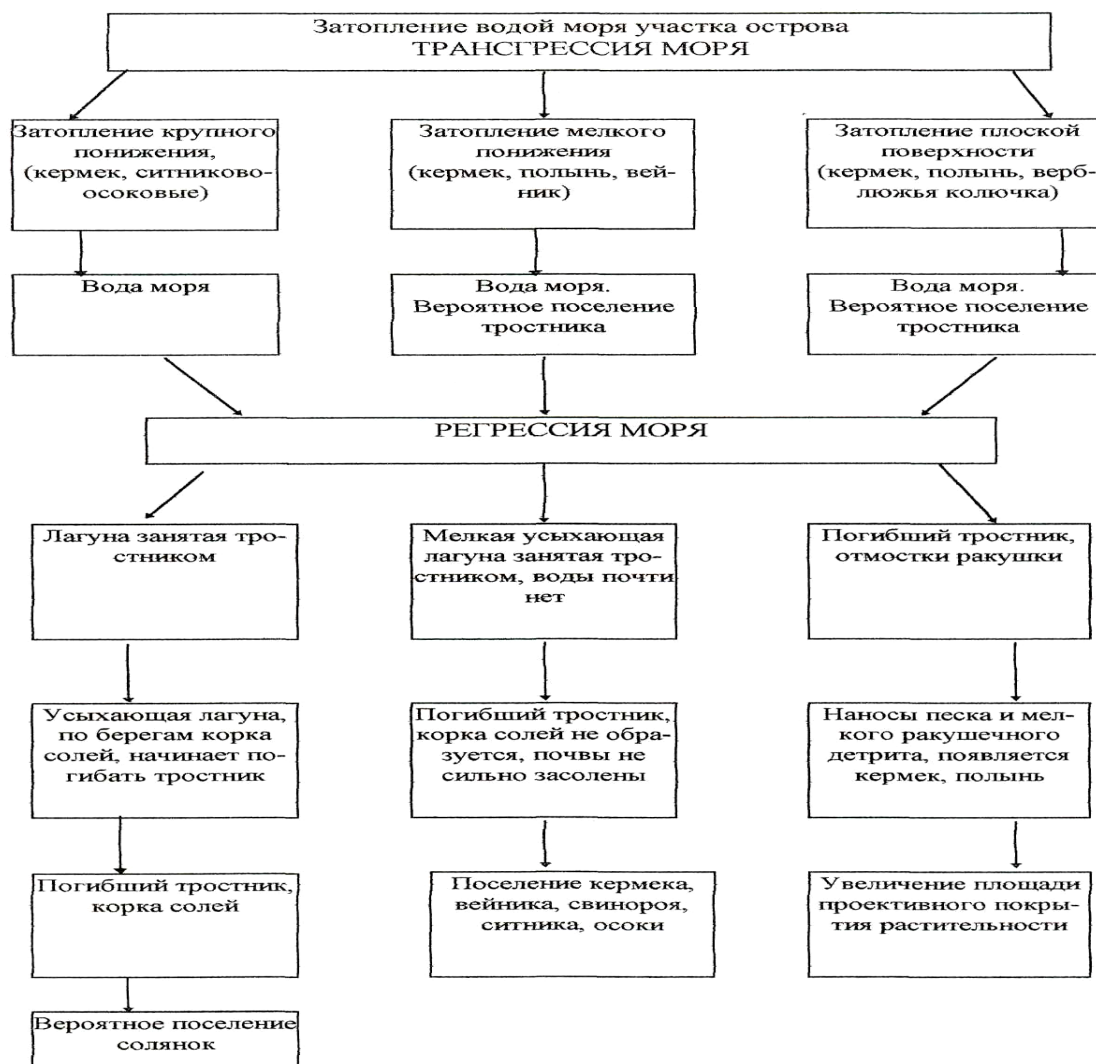 Затопление водой моря участка острова
ТРАНСГРЕССИЯ МОРЯ
Затопление крупного
понижения,
(кермек, ситниково-
осоковые)
Затопление мелкого
понижения
(кермек, полынь, вей-
ник)
Затопление плоской
поверхности
(кермек, полынь, верб-
люжья колючка)
Вода моря
Вода моря.
Вероятное поселение
тростника
Вода моря.
Вероятное поселение
тростника
РЕГРЕССИЯ МОРЯ
Лагуна занятая тро-
стником
Мелкая усыхающая
лагуна занятая тро-
стником, воды почти
нет
Погибший тростник,
отмостки ракушки
Усыхающая лагуна,
по берегам корка
солей, начинает по-
гибать тростник
Погибший тростник,
корка солей не обра-
зуется, почвы не
сильно засолены
Наносы песка и мел-
кого ракушечного
детрита, появляется
кермек, полынь
Погибший тростник,
корка солей
Поселение кермека,
вейника, свинороя,
ситника, осоки
Увеличение площади
проективного покры-
тия растительности
Вероятное поселение
солянок